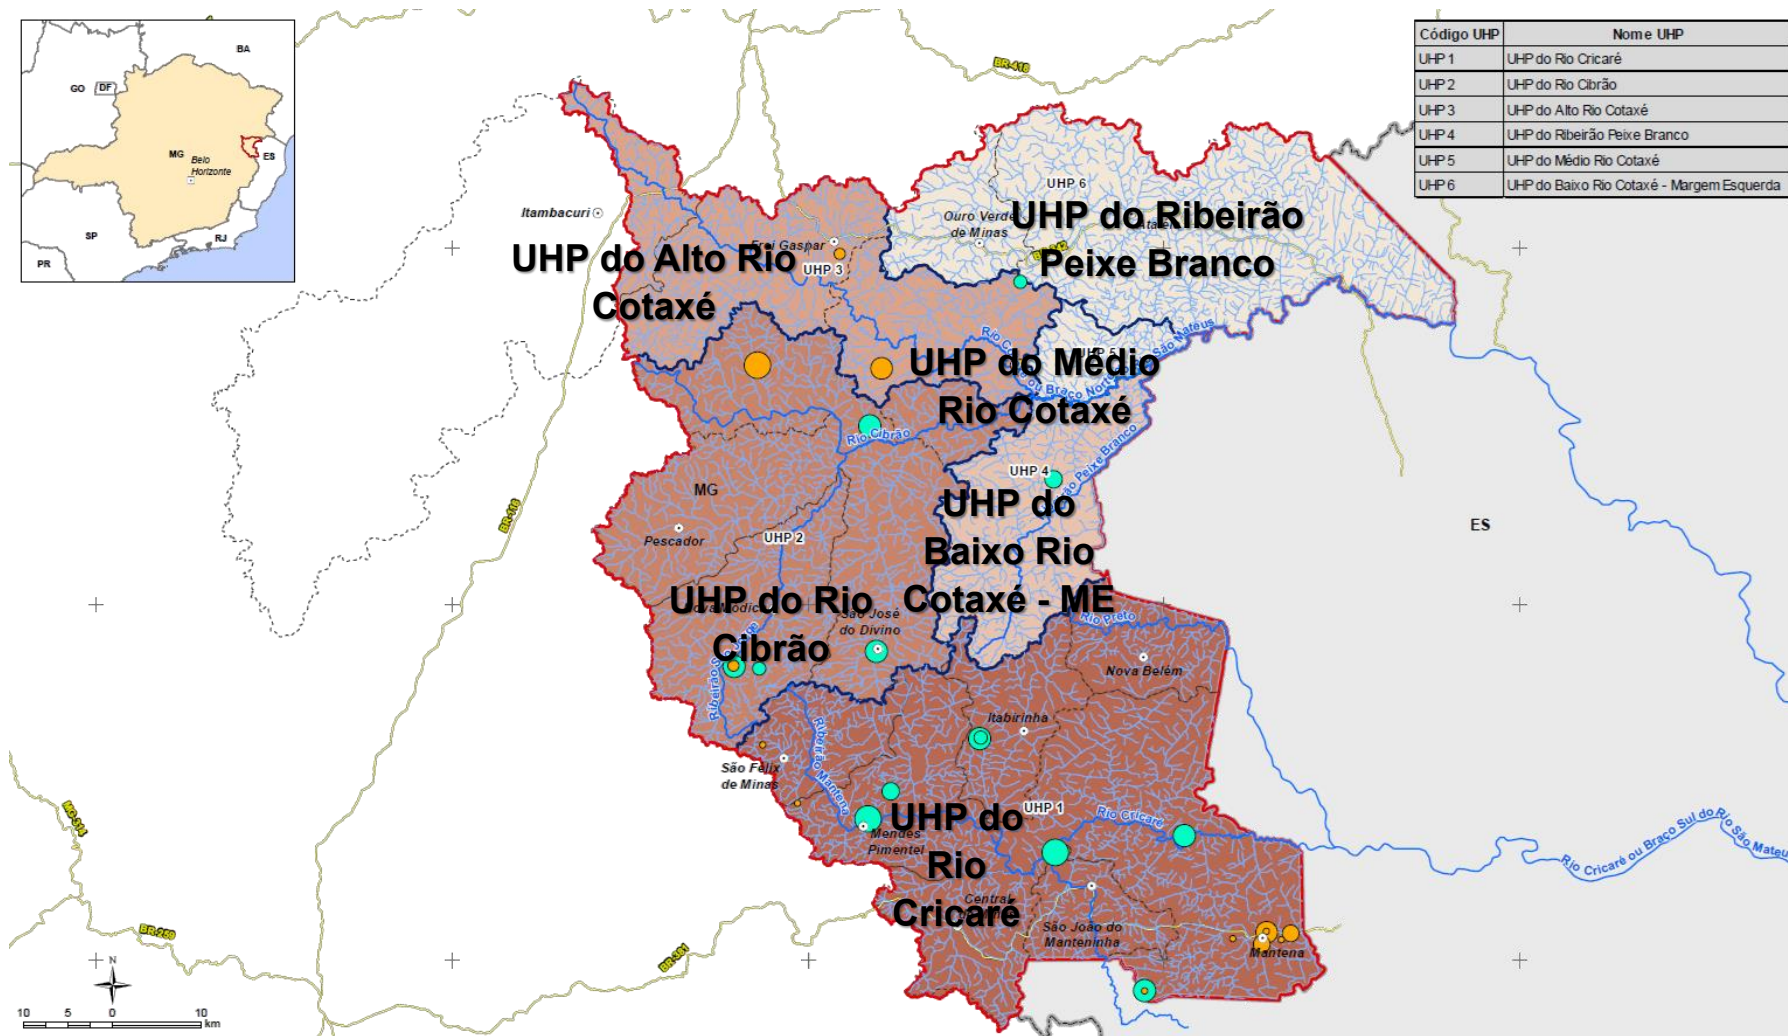 BA
GO
DF
MG
Belo
Horizonte
ES
SP
RJ
PR
Código UHP Nome UHP
UHP 1 UHP do Rio Cricaré
UHP 2 UHP do Rio Cibrão
UHP 3 UHP do Alto Rio Cotaxé
UHP 4 UHP do Ribeirão Peixe Branco
UHP 5 UHP do Médio Rio Cotaxé
UHP 6 UHP do Baixo Rio Cotaxé - Margem Esquerda
BR-418
UHP 6
Itambacuri
Ouro Verde
de Minas
UHP do Ribeirão
Peixe Branco
Frei Gaspar
UHP 3
UHP do Alto Rio
Cotaxé
UHP do Médio
Rio Cotaxé
Rio Cibrão
MG
UHP 4
Peixe Branco
BR-116
Pescador
UHP 2
ES
UHP do
Baixo Rio
Cotaxé - ME
UHP do Rio
Cibrão
São José
do Divino
Rio Preto
Nova Belém
Itabirinha
Ribeirão Mantena
São Félix
de Minas
UHP 1
Rio Cricaré
Mendes
Pimentel
UHP do
Rio
Cricaré
Rio Cricaré ou Braço Sul do Rio São Mateus
MG-314
Central
São João do
Manteninha
Mantena
BR-259
BR-381
N
10 5 0 10
km